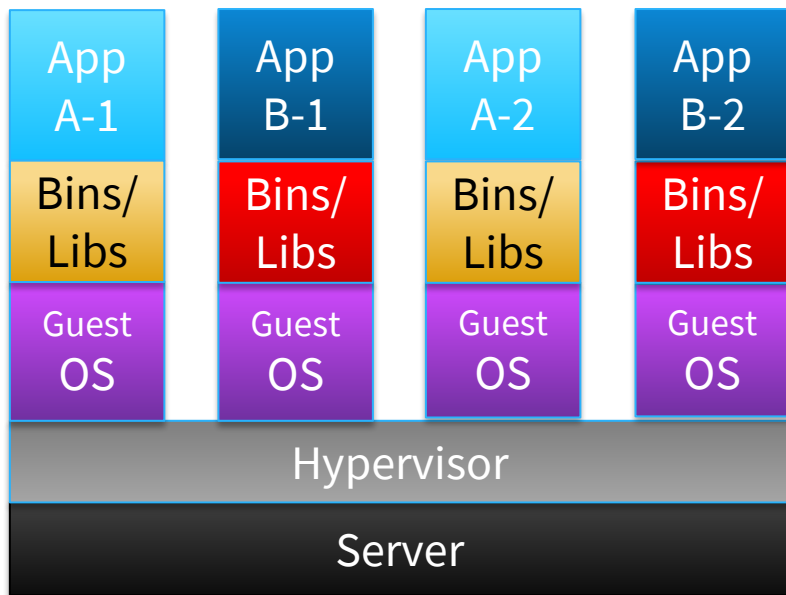 App
A-1
App
B-1
App
A-2
App
B-2
Bins/
Libs
Bins/
Libs
Bins/
Libs
Bins/
Libs
Guest
OS
Guest
OS
Guest
OS
Guest
OS
Hypervisor
Server